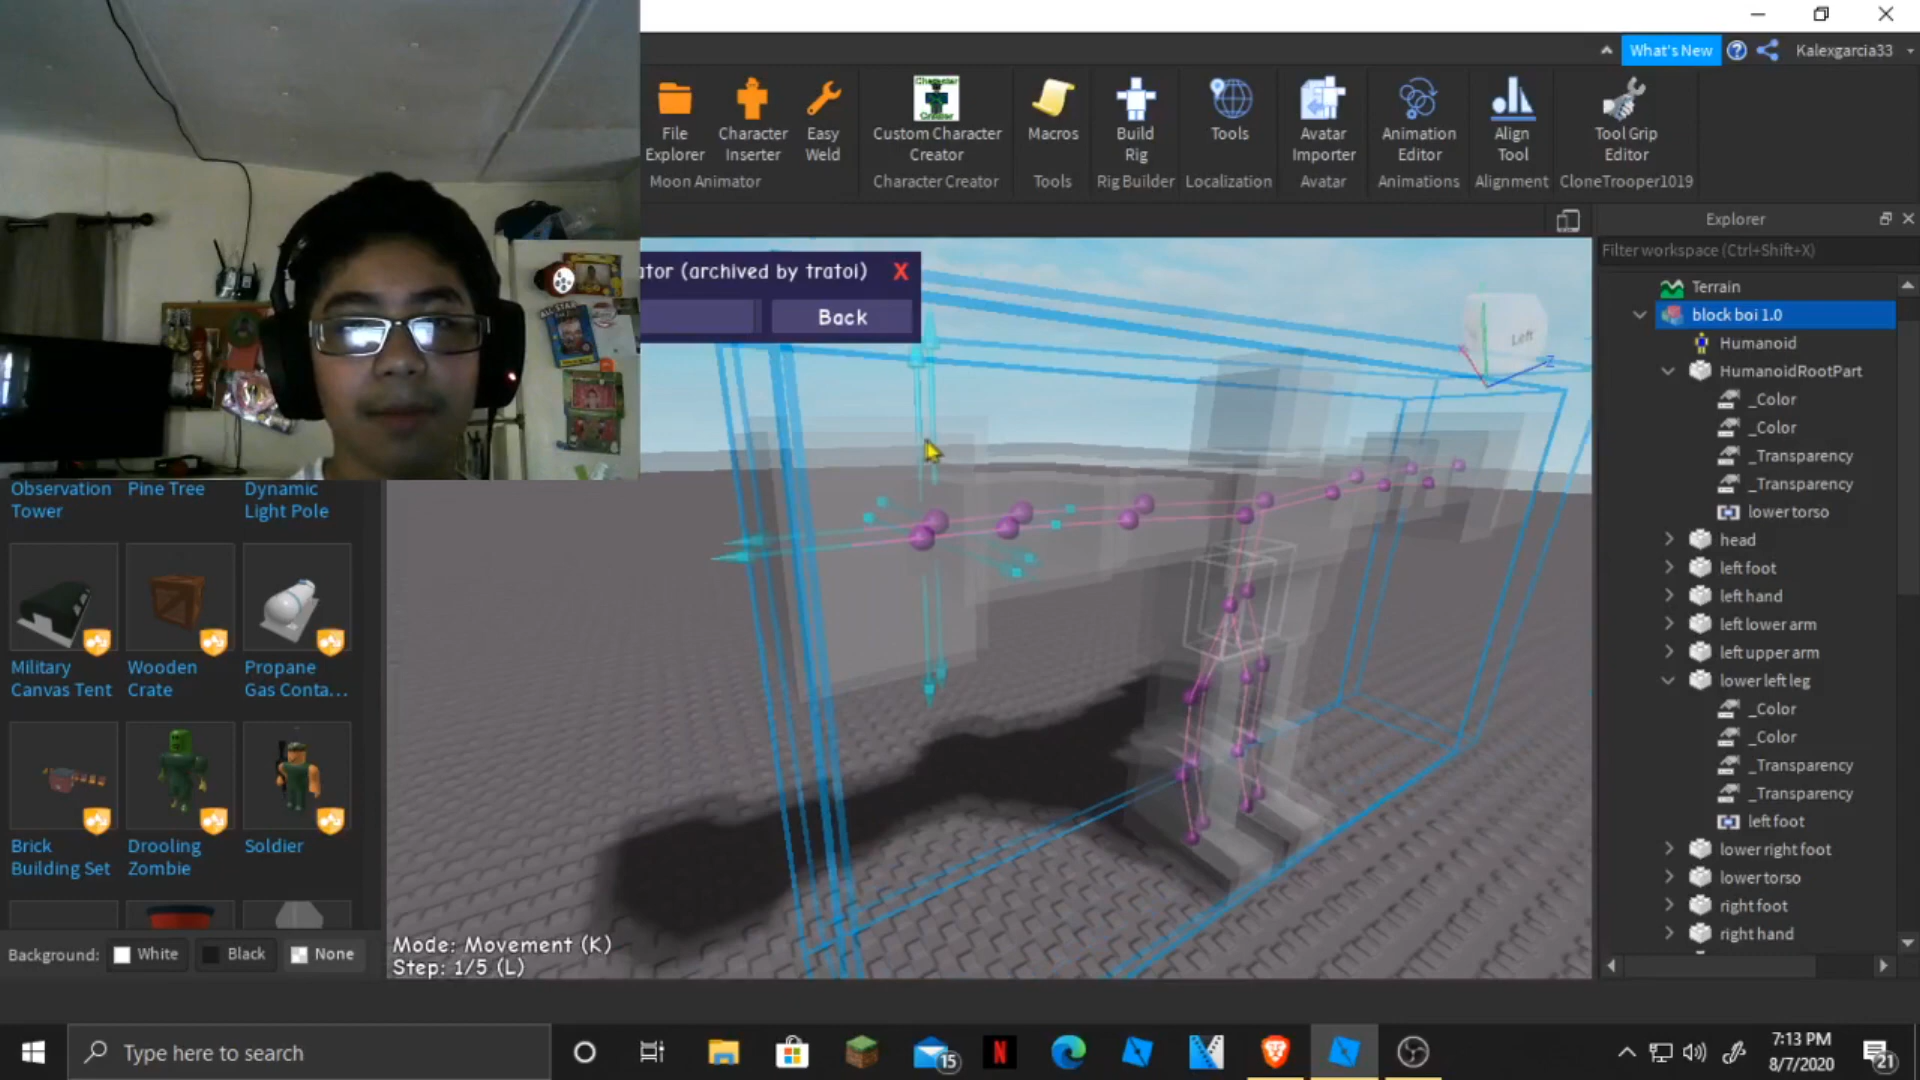 What's New
Kalexgarcia33
File
Explorer
Character
Inserter
Easy
Weld
Moon Animator
Character
Creator
Custom Character
Creator
Character Creator
Macros
Tools
Build
Rig
Rig Builder
Tools
Localization
Avatar
Importer
Avatar
Animation
Editor
Animations
Align
Tool
Alignment
Tool Grip
Editor
CloneTrooper1019
Explorer
Filter workspace (Ctrl+Shift+X)
ator (archived by tratoi)
X
Back
Left
Z
Terrain
block boi 1.0
Humanoid
HumanoidRootPart
_Color
_Color
_Transparency
_Transparency
lower torso
head
left foot
left hand
left lower arm
left upper arm
lower left leg
_Color
_Color
_Transparency
_Transparency
left foot
lower right foot
lower torso
right foot
right hand
Observation
Tower
Pine Tree
Dynamic
Light Pole
Military
Canvas Tent
Wooden
Crate
Propane
Gas Conta...
Brick
Building Set
Drooling
Zombie
Soldier
Background:
White
Black
None
Mode: Movement (K)
Step: 1/5 (L)
Type here to search
15
N
7:13 PM
8/7/2020
21